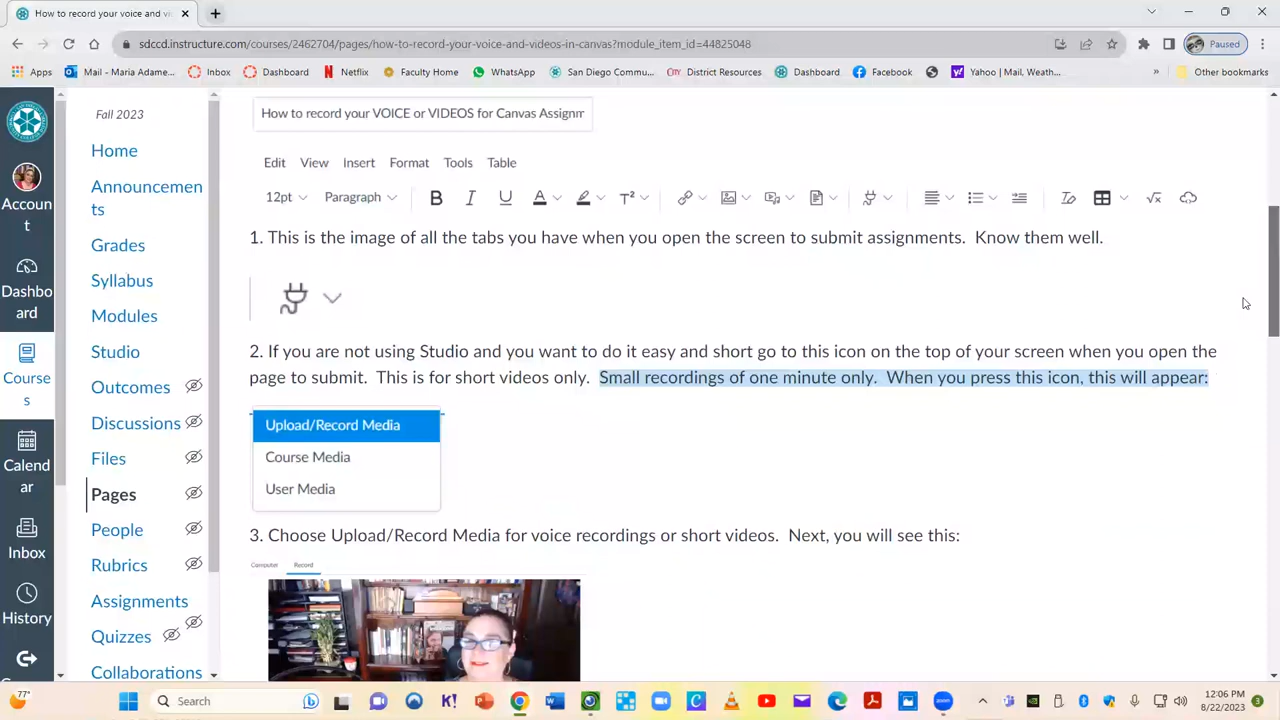 How to record your voice and vi
sdccd.instructure.com/courses/2462704/pages/how-to-record-your-voice-and-videos-in-canvas?module_item_id=44825048
Paused
Apps
Mail - Maria Adame...
Inbox
Dashboard
Netflix
Faculty Home
WhatsApp
San Diego Commu...
District Resources
Dashboard
Facebook
Yahoo | Mail, Weath...
»
Other bookmarks
Accoun
t
Dashbo
ard
Course
s
Calend
ar
Inbox
History
Fall 2023
Home
Announcemen
ts
Grades
Syllabus
Modules
Studio
Outcomes
Discussions
Files
Pages
People
Rubrics
Assignments
Quizzes
Collaborations
How to record your VOICE or VIDEOS for Canvas Assignm
Edit View Insert Format Tools Table
12pt Paragraph B I U A T²
1. This is the image of all the tabs you have when you open the screen to submit assignments. Know them well.
2. If you are not using Studio and you want to do it easy and short go to this icon on the top of your screen when you open the
page to submit. This is for short videos only. Small recordings of one minute only. When you press this icon, this will appear:
Upload/Record Media
Course Media
User Media
3. Choose Upload/Record Media for voice recordings or short videos. Next, you will see this:
Computer Record
77°
Search
12:06 PM
8/22/2023
3